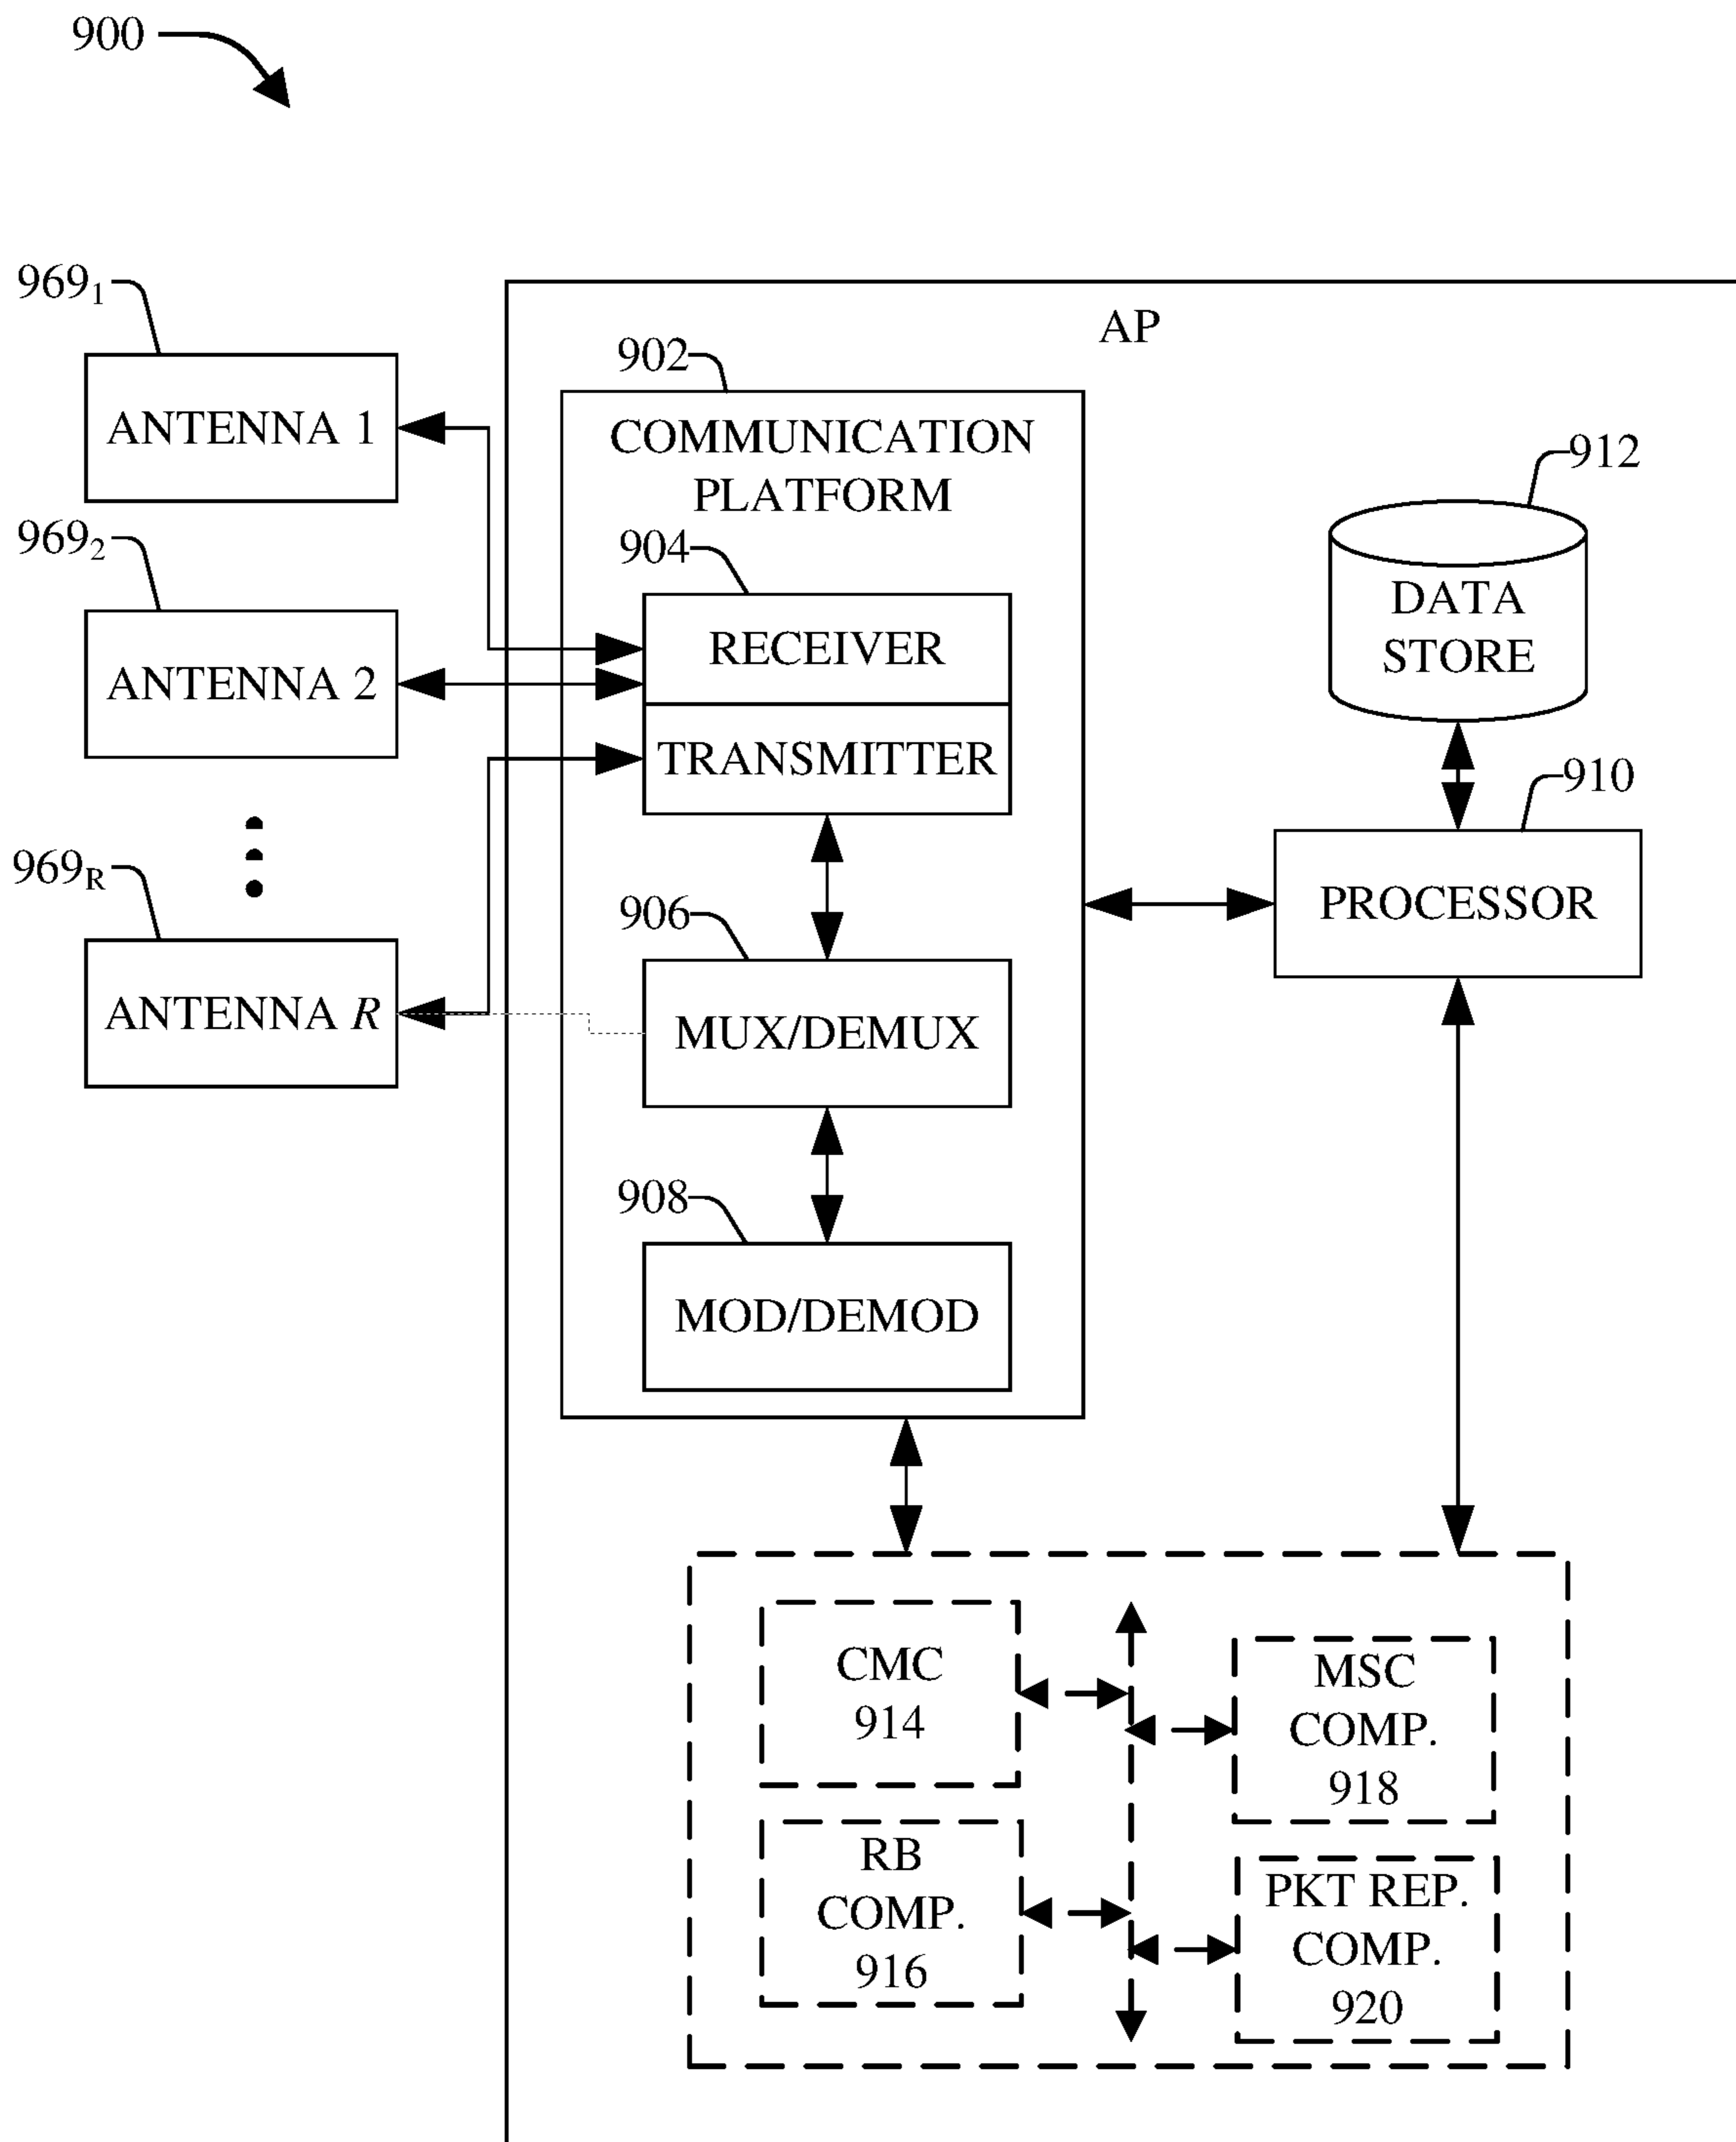 900
969₁
ANTENNA 1
969₂
ANTENNA 2
969R
ANTENNA R
AP
902
COMMUNICATION
PLATFORM
904
RECEIVER
TRANSMITTER
906
MUX/DEMUX
908
MOD/DEMOD
912
DATA
STORE
910
PROCESSOR
CMC
914
RB
COMP.
916
MSC
COMP.
918
PKT REP.
COMP.
920